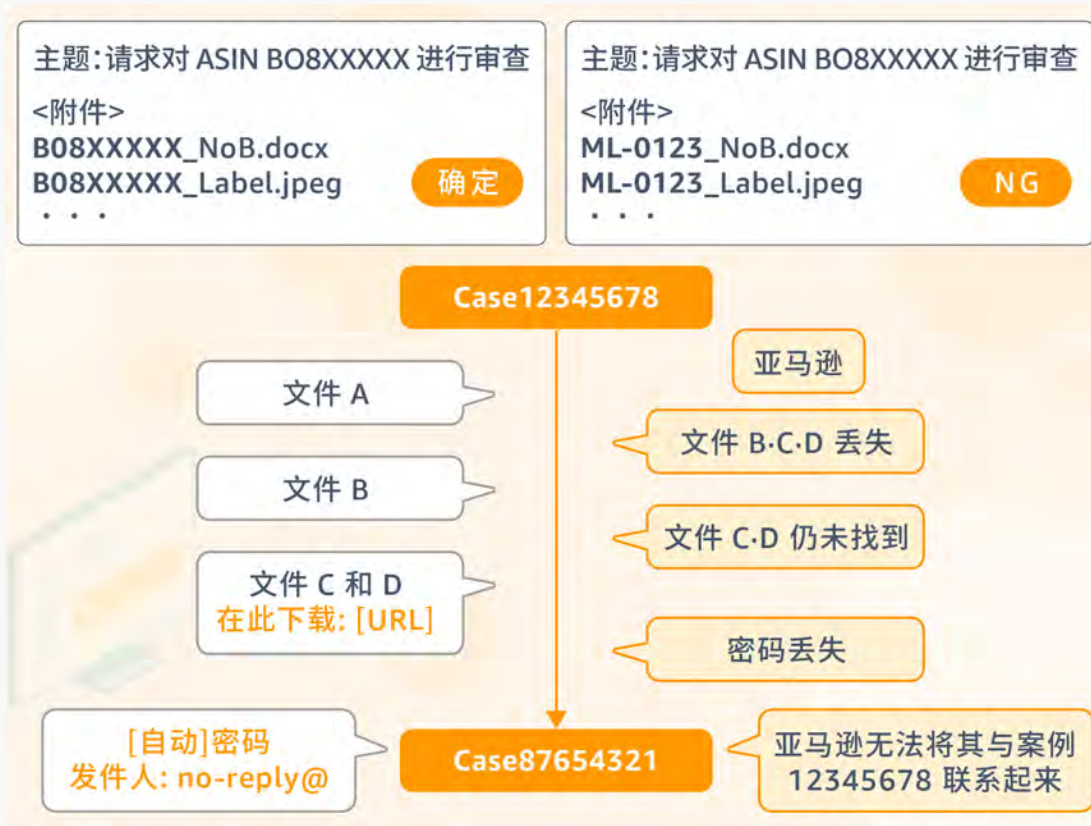 主题:请求对 ASIN BO8XXXXX 进行审查
<附件>
B08XXXXX_NoB.docx
B08XXXXX_Label.jpeg
确定
· · ·
主题:请求对 ASIN BO8XXXXX 进行审查
<附件>
ML-0123_NoB.docx
ML-0123_Label.jpeg
NG
· · ·
Case12345678
亚马逊
文件 A
文件 B·C·D 丢失
文件 B
文件 C·D 仍未找到
文件 C 和 D
在此下载: [URL]
密码丢失
[自动]密码
发件人: no-reply@
Case87654321
亚马逊无法将其与案例
12345678 联系起来